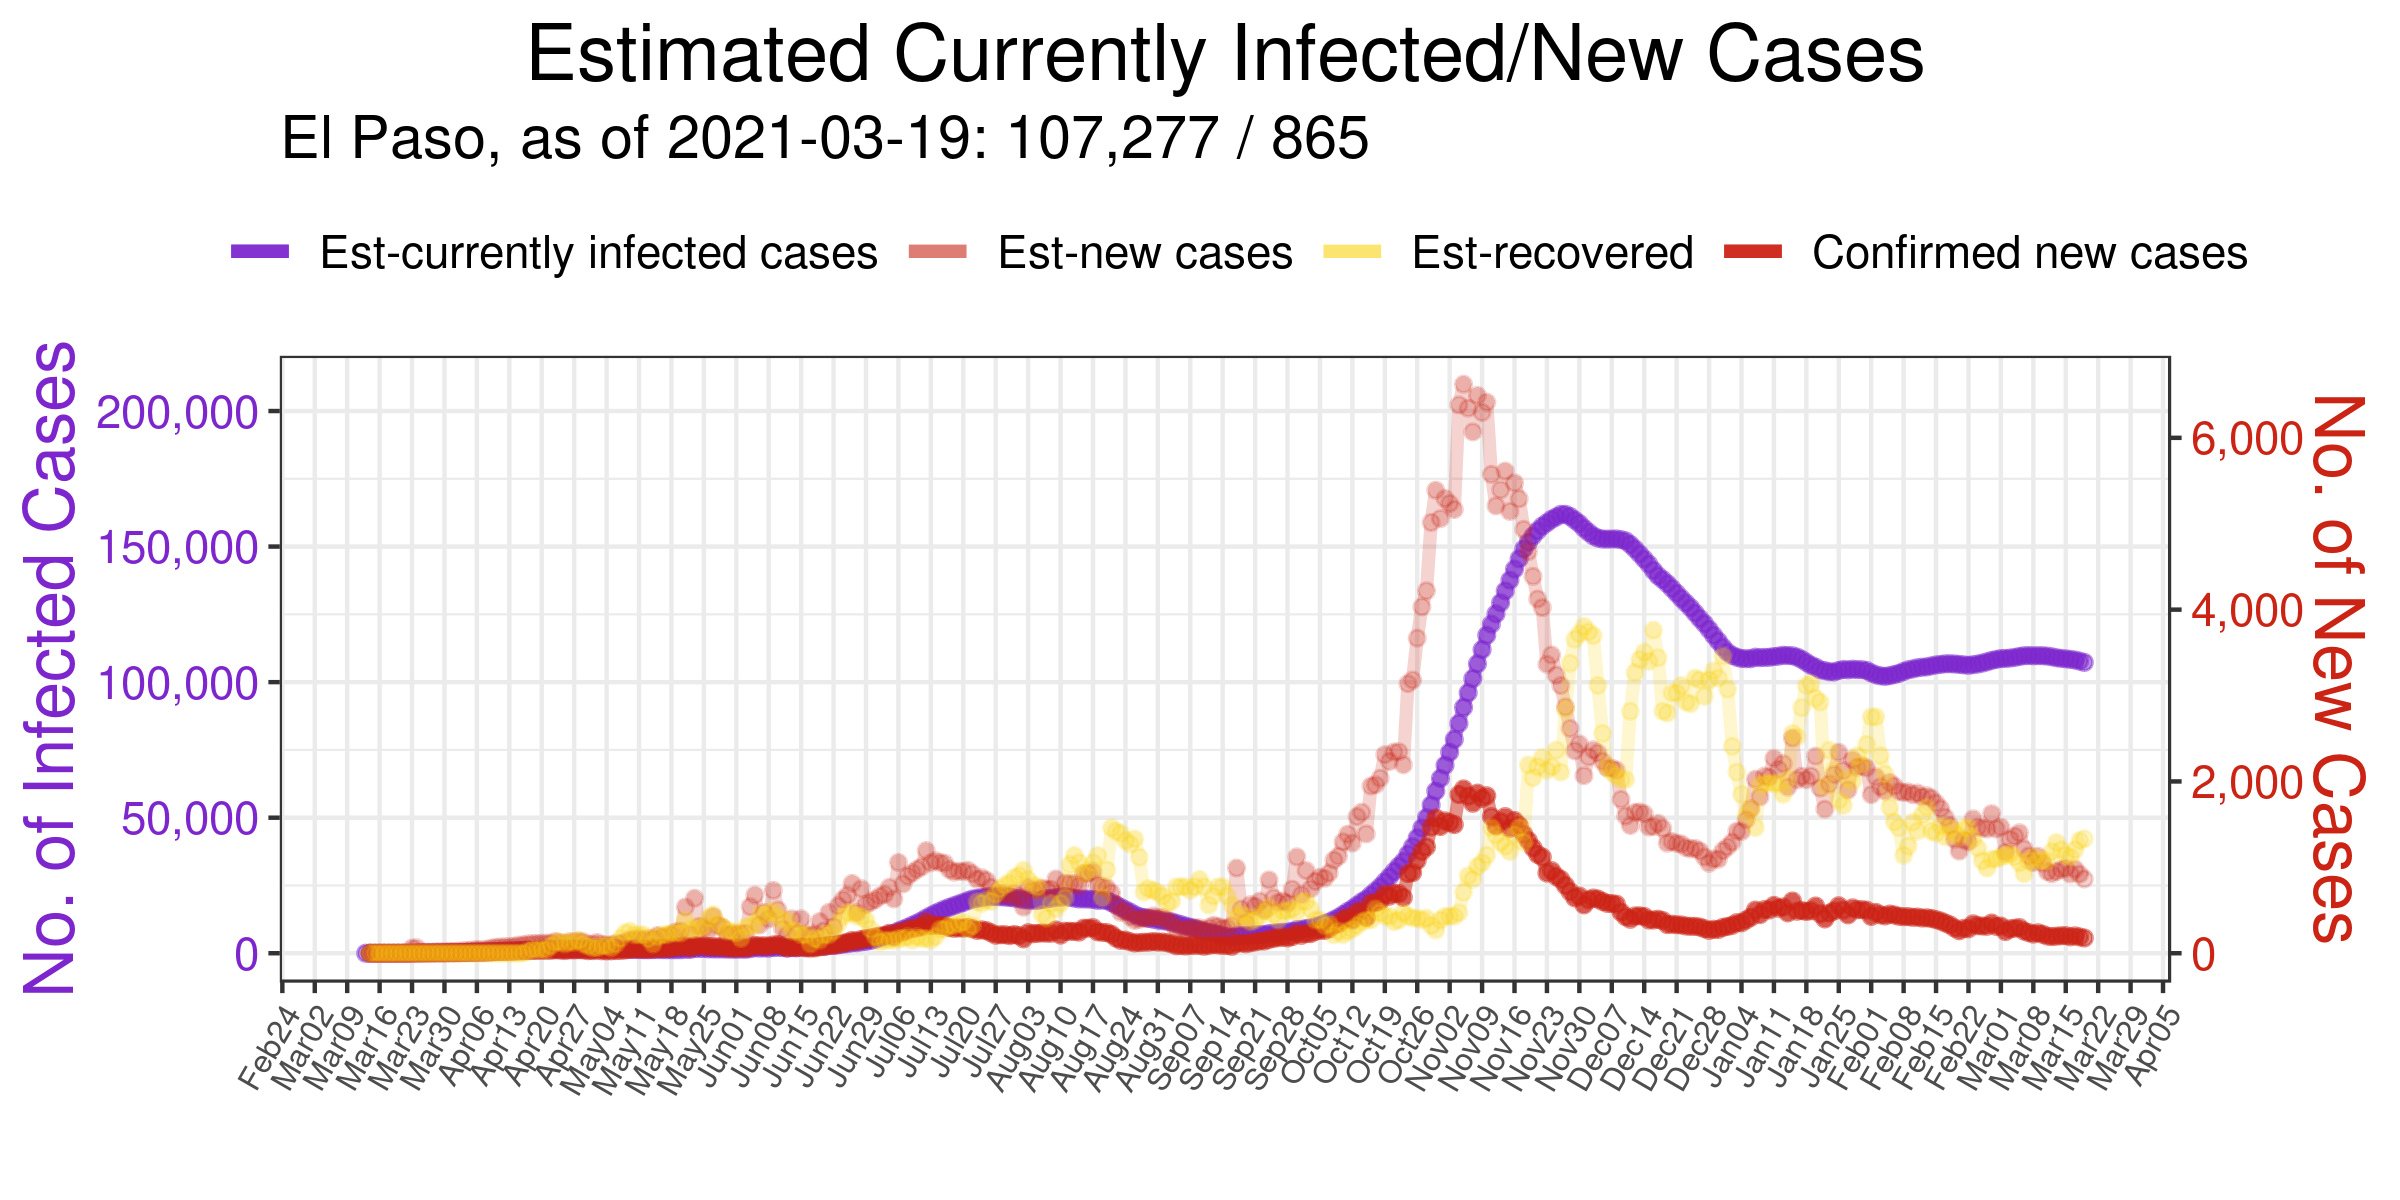 Estimated Currently Infected/New Cases
El Paso, as of 2021-03-19: 107,277 / 865
Est-currently infected cases Est-new cases Est-recovered Confirmed new cases
No. of Infected Cases
200,000
150,000
100,000
50,000
0
6,000
4,000
2,000
0
No. of New Cases
Feb24 Mar02 Mar09 Mar16 Mar23 Mar30 Apr06 Apr13 Apr20 Apr27 May04 May11 May18 May25 Jun01 Jun08 Jun15 Jun22 Jun29 Jul06 Jul13 Jul20 Jul27 Aug03 Aug10 Aug17 Aug24 Aug31 Sep07 Sep14 Sep21 Sep28 Oct05 Oct12 Oct19 Oct26 Nov02 Nov09 Nov16 Nov23 Nov30 Dec07 Dec14 Dec21 Dec28 Jan04 Jan11 Jan18 Jan25 Feb01 Feb08 Feb15 Feb22 Mar01 Mar08 Mar15 Mar22 Mar29 Apr05